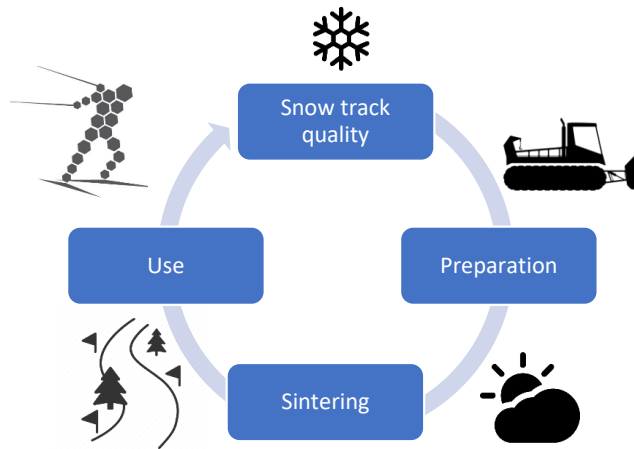 Snow track
quality
Use
Preparation
Sintering